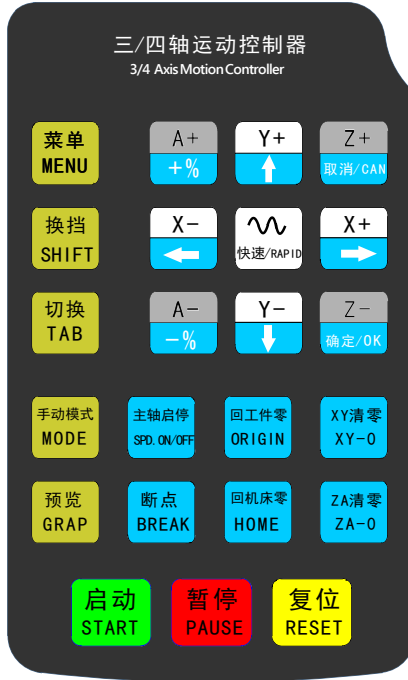 三/四轴运动控制器
3/4 Axis Motion Controller
菜单 A+ Y+ Z+
MENU +% 取消/CAN
换挡 X- X+
SHIFT 快速/RAPID
切换 A- Y- Z-
TAB -% 确定/OK
手动模式 主轴启停 回工件零 XY清零
MODE SPD.ON/OFF ORIGIN XY-0
预览 断点 回机床零 ZA清零
GRAP BREAK HOME ZA-0
启动 暂停 复位
START PAUSE RESET